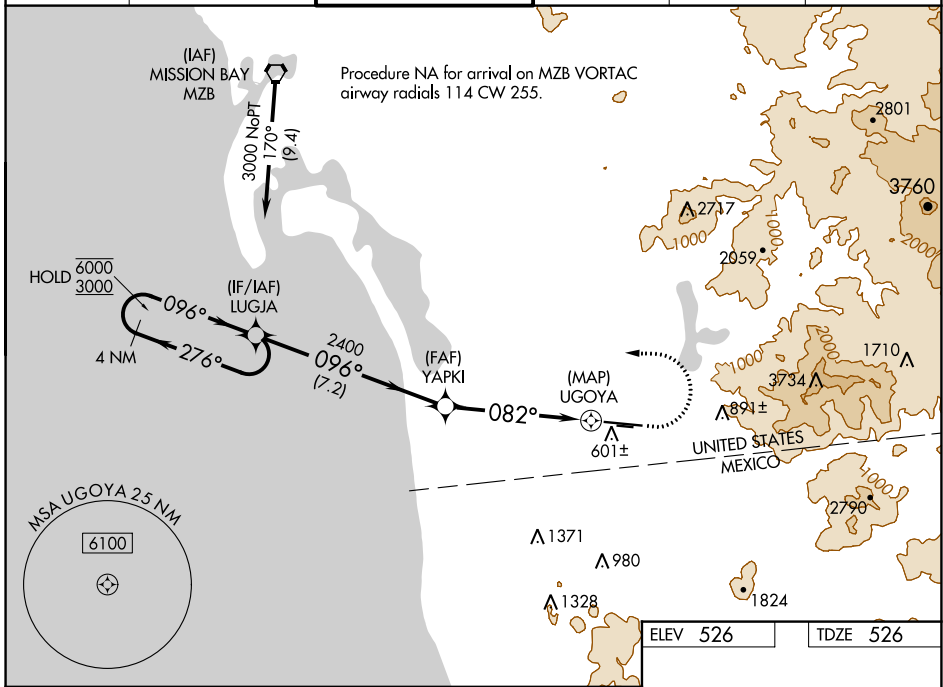 (IAF)
MISSION BAY
MZB
Procedure NA for arrival on MZB VORTAC
airway radials 114 CW 255.
3000 NoPT
170°
(9.4)
2801
3760
2717
1000
1000
2059
2000
HOLD 6000
3000
096°
(IF/IAF)
LUGJA
4 NM
276°
2400
096°
(7.2)
(FAF)
YAPKI
082°
(MAP)
UGOYA
601±
1000
1710
3734
891±
UNITED STATES
MEXICO
1000
2790
MSA UGOYA 25 NM
6100
1371
980
1328
1824
ELEV 526
TDZE 526